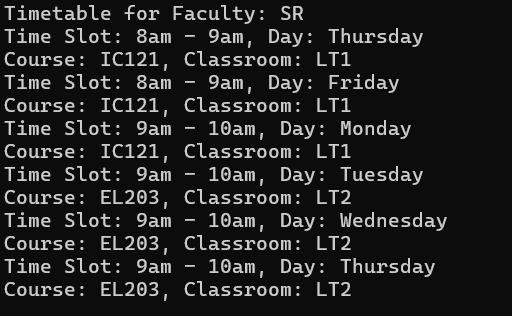 Timetable for Faculty: SR
Time Slot: 8am - 9am, Day: Thursday
Course: IC121, Classroom: LT1
Time Slot: 8am - 9am, Day: Friday
Course: IC121, Classroom: LT1
Time Slot: 9am - 10am, Day: Monday
Course: IC121, Classroom: LT1
Time Slot: 9am - 10am, Day: Tuesday
Course: EL203, Classroom: LT2
Time Slot: 9am - 10am, Day: Wednesday
Course: EL203, Classroom: LT2
Time Slot: 9am - 10am, Day: Thursday
Course: EL203, Classroom: LT2